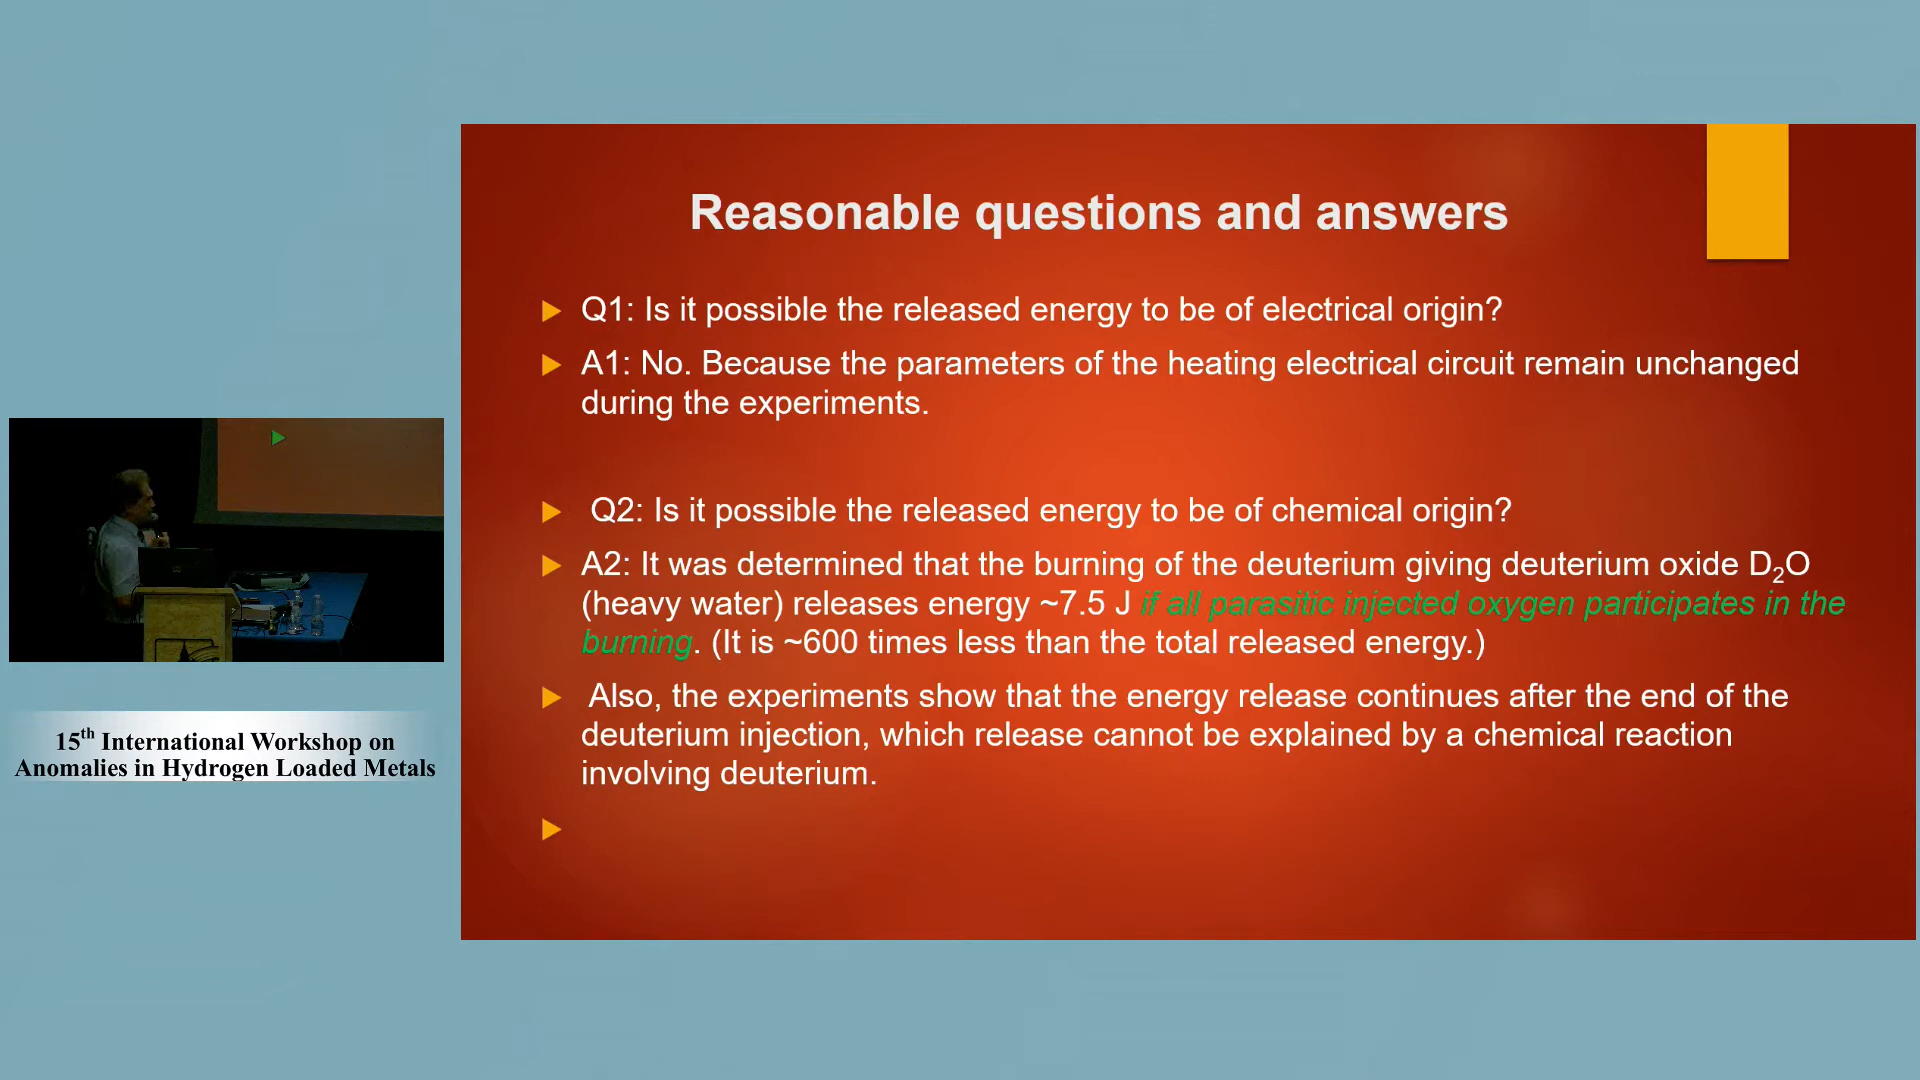 Reasonable questions and answers
Q1: Is it possible the released energy to be of electrical origin?
A1: No. Because the parameters of the heating electrical circuit remain unchanged
during the experiments.
Q2: Is it possible the released energy to be of chemical origin?
A2: It was determined that the burning of the deuterium giving deuterium oxide D₂O
(heavy water) releases energy ~7.5 J if all parasitic injected oxygen participates in the
burning. (It is ~600 times less than the total released energy.)
Also, the experiments show that the energy release continues after the end of the
deuterium injection, which release cannot be explained by a chemical reaction
involving deuterium.
15th International Workshop on
Anomalies in Hydrogen Loaded Metals